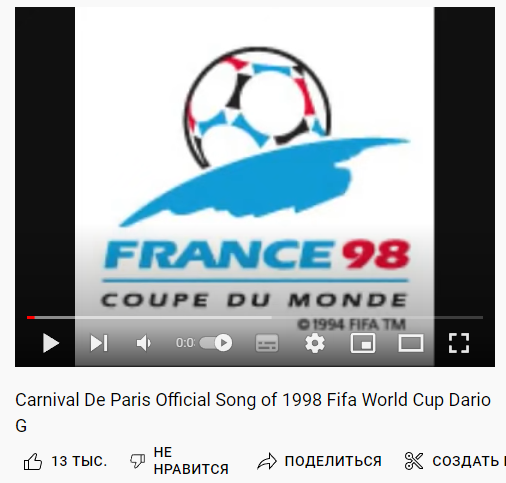 FRANCE 98
COUPE DU MONDE
©1994 FIFA TM
0:0
Carnival De Paris Official Song of 1998 Fifa World Cup Dario
G
13 ТЫС.
НЕ
НРАВИТСЯ
ПОДЕЛИТЬСЯ
СОЗДАТЬ